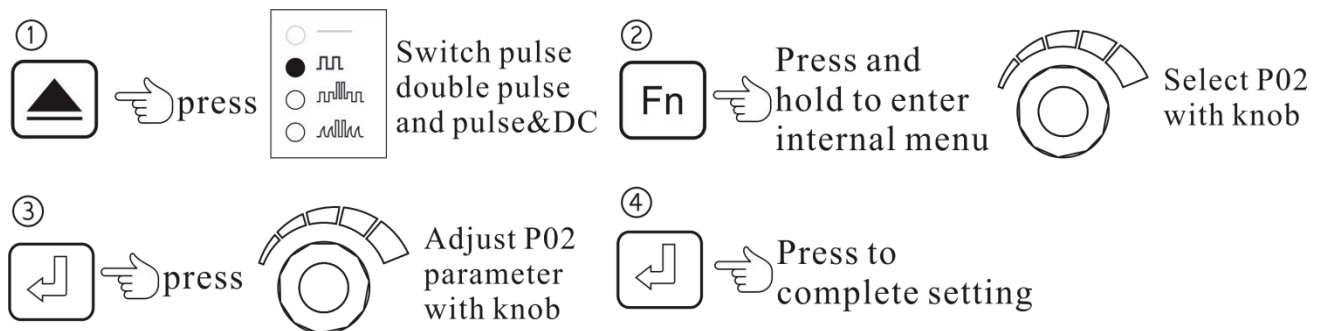 ①
press
Switch pulse
double pulse
and pulse&DC
②
Fn
Press and
hold to enter
internal menu
Select P02
with knob
③
press
Adjust P02
parameter
with knob
④
Press to
complete setting